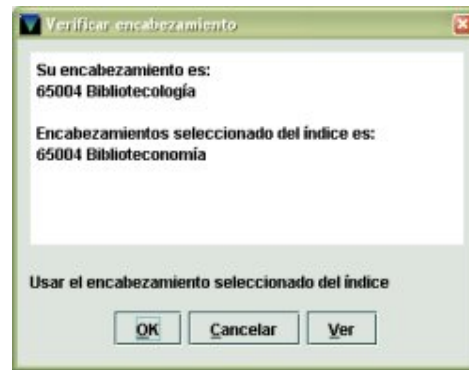 Verificar encabezamiento
Su encabezamiento es:
65004 Bibliotecología
Encabezamientos seleccionado del índice es:
65004 Biblioteconomía
Usar el encabezamiento seleccionado del índice
OK Cancelar Ver